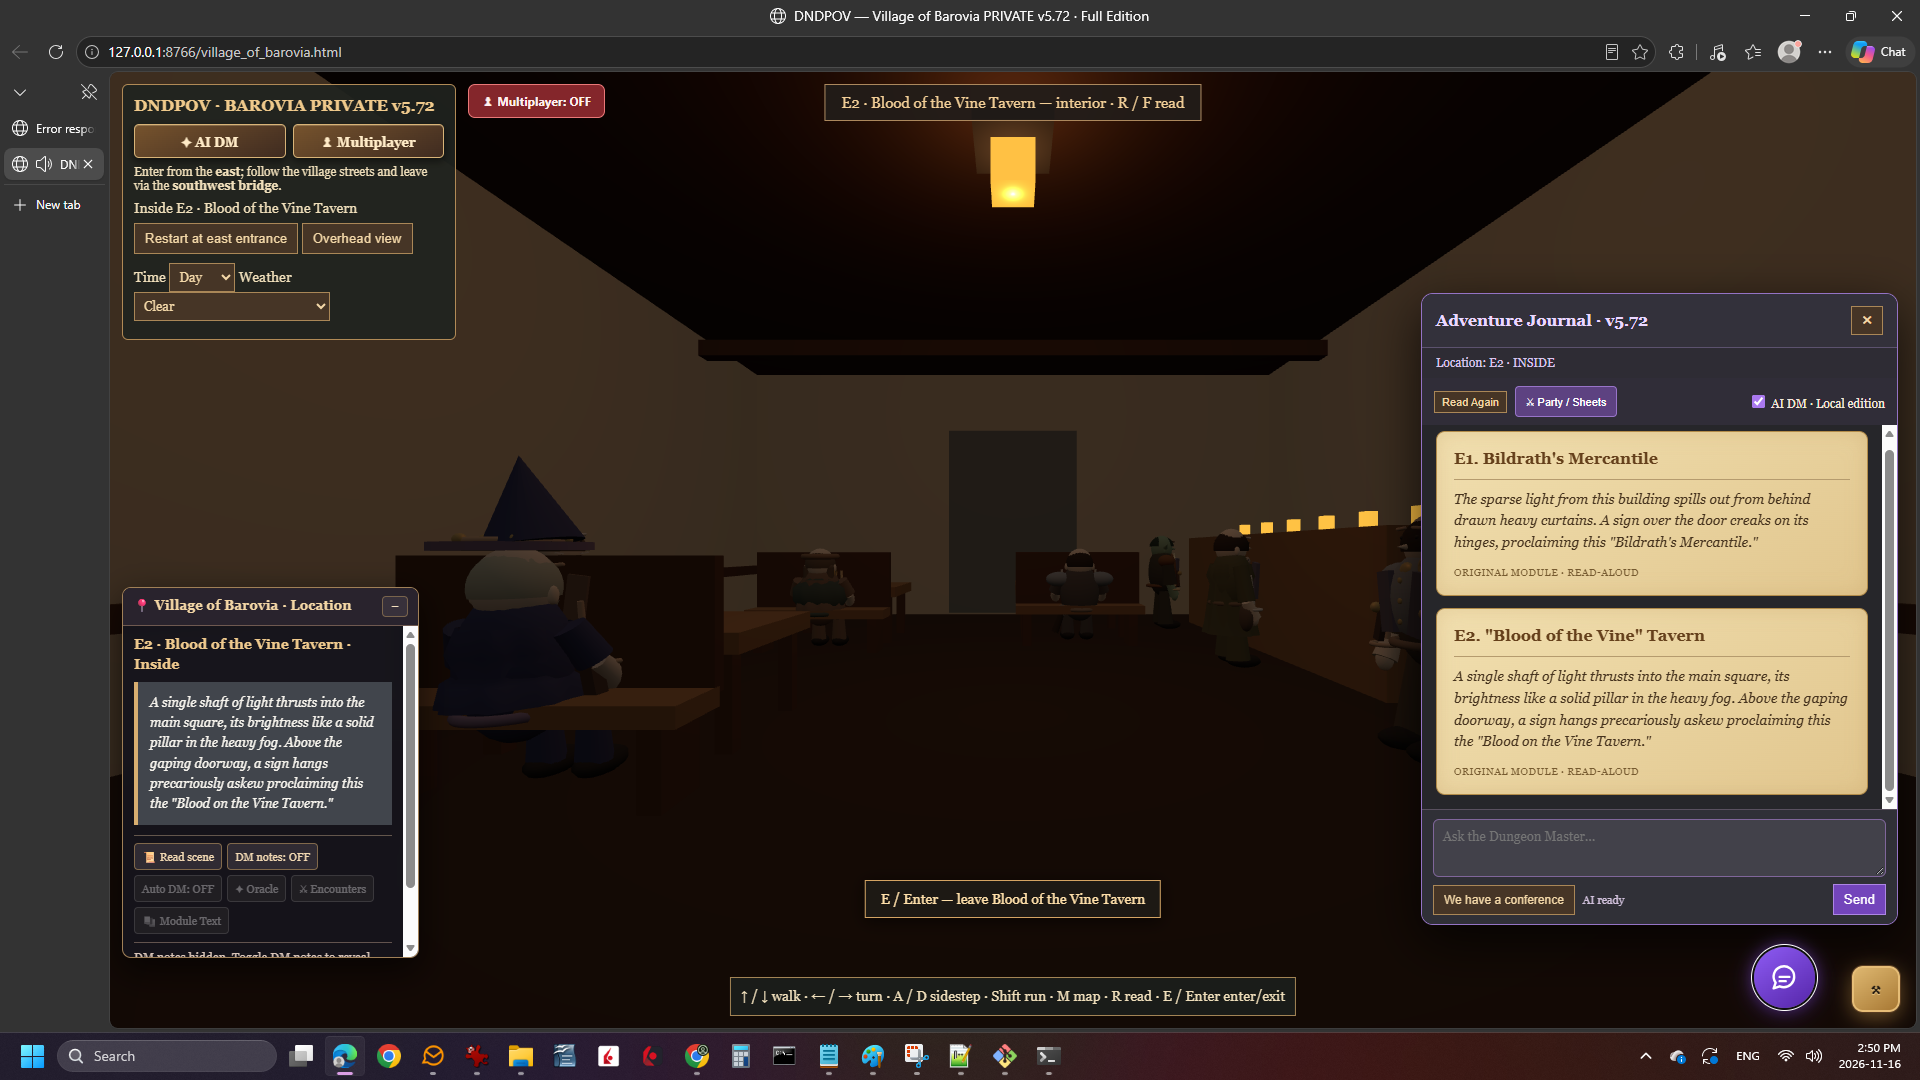 DNDPOV — Village of Barovia PRIVATE v5.72 · Full Edition
127.0.0.1:8766/village_of_barovia.html
Chat
Error respo
DN
New tab
DNDPOV - BAROVIA PRIVATE v5.72
AI DM
Multiplayer
Enter from the east; follow the village streets and leave
via the southwest bridge.
Inside E2 · Blood of the Vine Tavern
Restart at east entrance
Overhead view
Time Day Weather
Clear
Multiplayer: OFF
E2 · Blood of the Vine Tavern — interior · R / F read
Village of Barovia · Location
–
E2 · Blood of the Vine Tavern ·
Inside
A single shaft of light thrusts into the
main square, its brightness like a solid
pillar in the heavy fog. Above the
gaping doorway, a sign hangs
precariously askew proclaiming this
the "Blood on the Vine Tavern."
Read scene
DM notes: OFF
Auto DM: OFF
Oracle
Encounters
Module Text
DM notes hidden. Toggle DM notes to reveal
E / Enter — leave Blood of the Vine Tavern
↑ / ↓ walk · ← / → turn · A / D sidestep · Shift run · M map · R read · E / Enter enter/exit
Adventure Journal · v5.72
×
Location: E2 · INSIDE
Read Again
Party / Sheets
AI DM · Local edition
E1. Bildrath's Mercantile
The sparse light from this building spills out from behind
drawn heavy curtains. A sign over the door creaks on its
hinges, proclaiming this "Bildrath's Mercantile."
ORIGINAL MODULE · READ-ALOUD
E2. "Blood of the Vine" Tavern
A single shaft of light thrusts into the main square, its
brightness like a solid pillar in the heavy fog. Above the gaping
doorway, a sign hangs precariously askew proclaiming this
the "Blood on the Vine Tavern."
ORIGINAL MODULE · READ-ALOUD
Ask the Dungeon Master...
We have a conference
AI ready
Send
Search
ENG
2:50 PM
2026-11-16